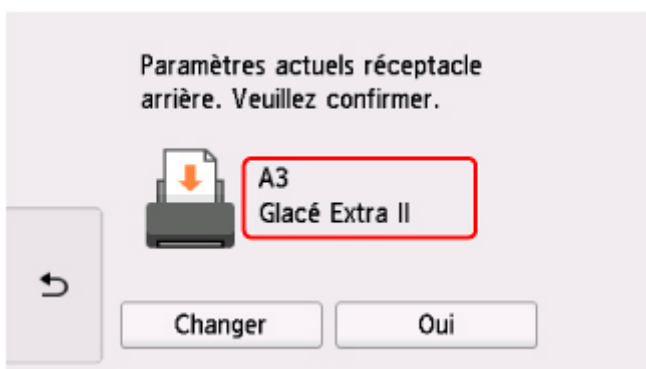 Paramètres actuels réceptacle
arrière. Veuillez confirmer.
A3
Glacé Extra II
Changer
Oui